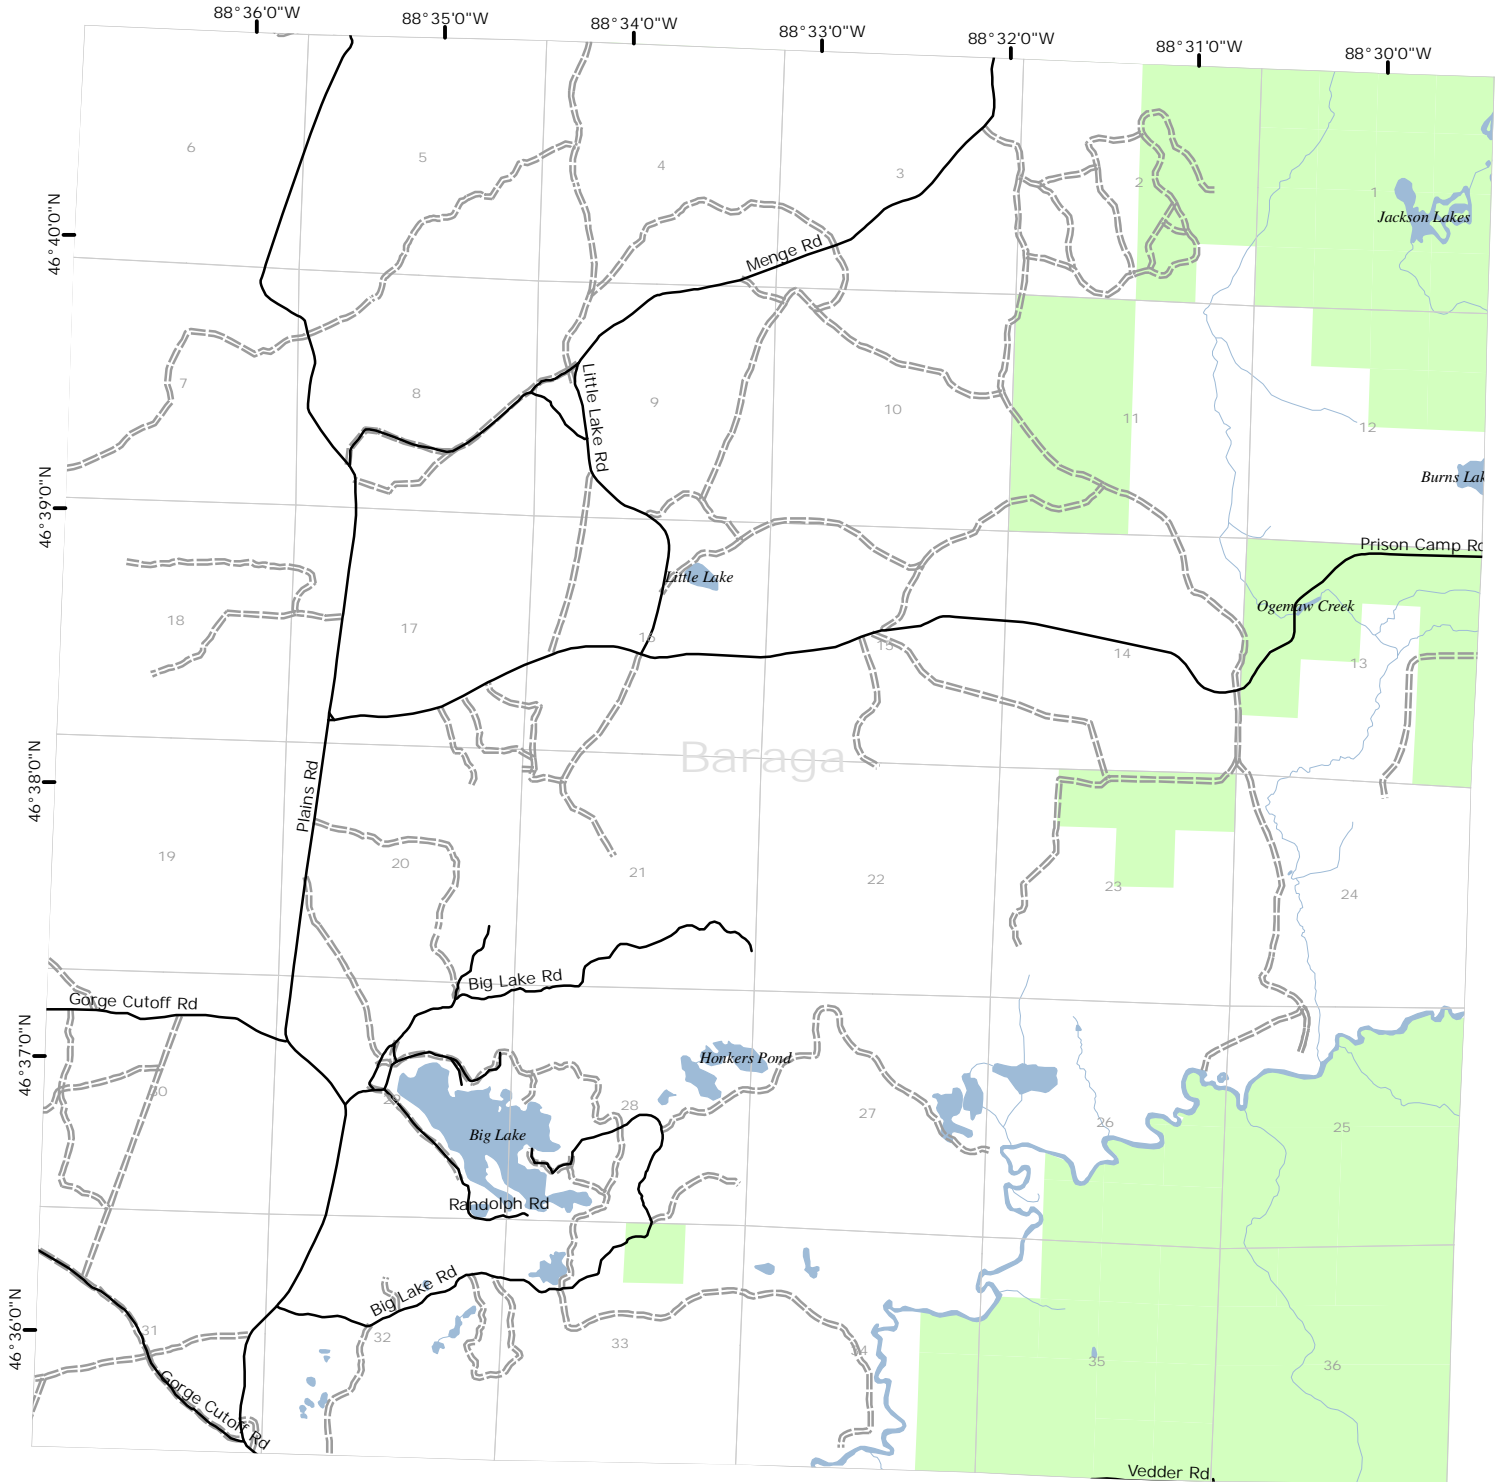 88°36'0"W
88°35'0"W
88°34'0"W
88°33'0"W
88°32'0"W
88°31'0"W
88°30'0"W
6
5
4
3
2
1
Jackson Lakes
46°40'0"N
Menge Rd
7
8
9
10
11
12
Little Lake Rd
Burns Lak
46°39'0"N
Prison Camp Rd
Little Lake
Ogemaw Creek
18
17
16
15
14
13
46°38'0"N
Baraga
Plains Rd
19
20
21
22
23
24
Big Lake Rd
Gorge Cutoff Rd
46°37'0"N
Honkers Pond
30
29
28
27
26
25
Big Lake
Randolph Rd
Big Lake Rd
46°36'0"N
31
32
33
34
35
36
Gorge Cutoff Rd
Vedder Rd